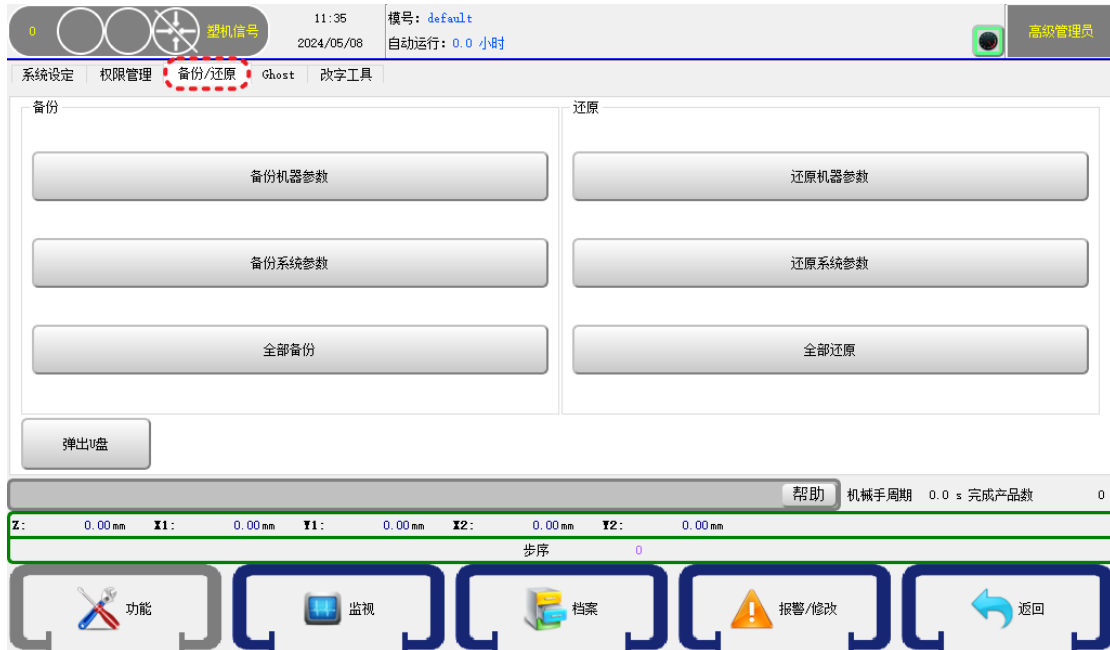 0 塑机信号 11:35 模号：default 高级管理员
2024/05/08 自动运行：0.0 小时
系统设定 权限管理 备份/还原 Ghost 改字工具
备份 还原
备份机器参数 还原机器参数
备份系统参数 还原系统参数
全部备份 全部还原
弹出U盘
帮助 机械手周期 0.0 s 完成产品数 0
Z: 0.00mm X1: 0.00mm Y1: 0.00mm X2: 0.00mm Y2: 0.00mm
步序 0
功能 监视 档案 报警/修改 返回